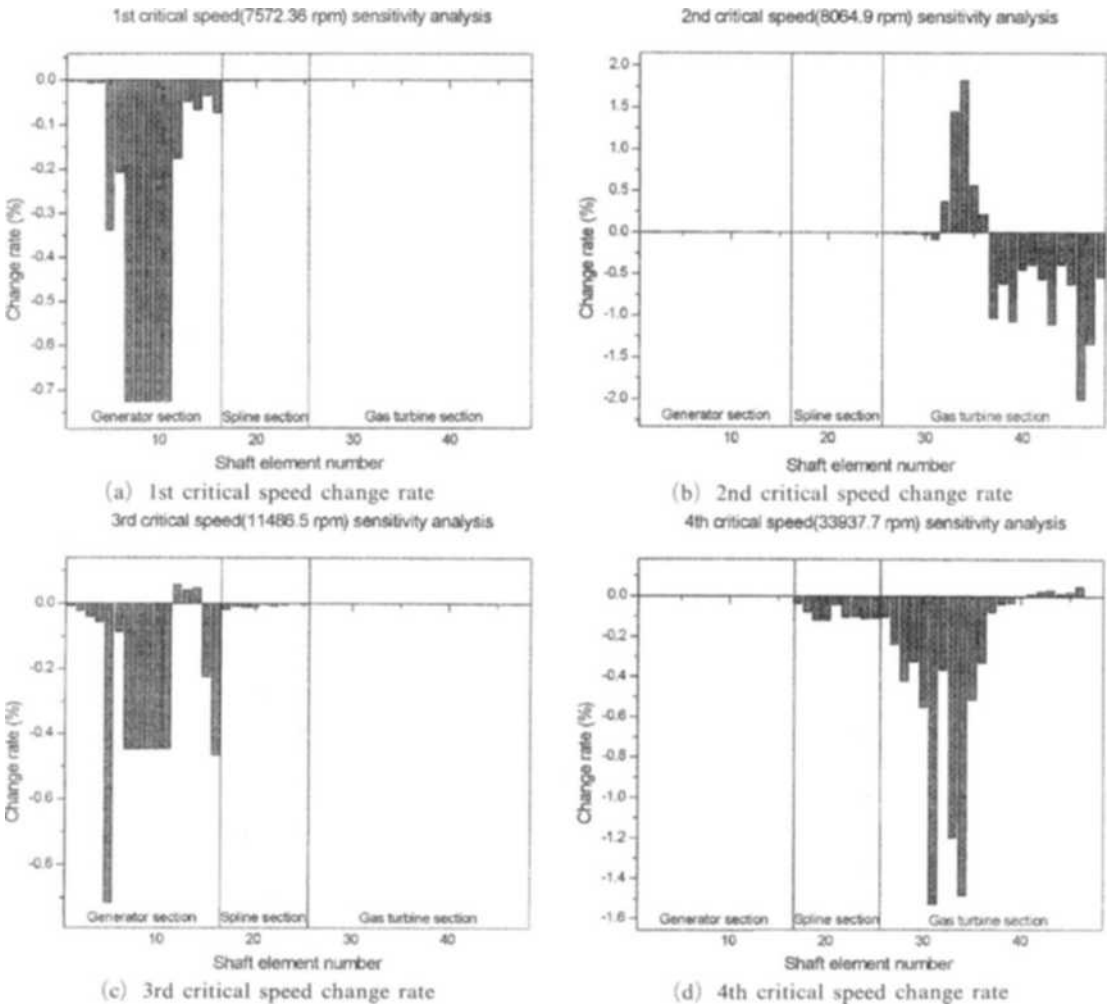 1st critical speed(7572.36 rpm) sensitivity analysis
0.0
-0.1
-0.2
-0.3
-0.4
-0.5
-0.6
-0.7
Change rate (%)
Generator section
Spline section
Gas turbine section
10
20
30
40
Shaft element number
(a) 1st critical speed change rate
2nd critical speed(8064.9 rpm) sensitivity analysis
2.0
1.5
1.0
0.5
0.0
-0.5
-1.0
-1.5
-2.0
Change rate (%)
Generator section
Spline section
Gas turbine section
10
20
30
40
Shaft element number
(b) 2nd critical speed change rate
3rd critical speed(11486.5 rpm) sensitivity analysis
0.0
-0.2
-0.4
-0.6
-0.8
Change rate (%)
Generator section
Spline section
Gas turbine section
10
20
30
40
Shaft element number
(c) 3rd critical speed change rate
4th critical speed(33937.7 rpm) sensitivity analysis
0.0
-0.2
-0.4
-0.6
-0.8
-1.0
-1.2
-1.4
-1.6
Change rate (%)
Generator section
Spline section
Gas turbine section
10
20
30
40
Shaft element number
(d) 4th critical speed change rate